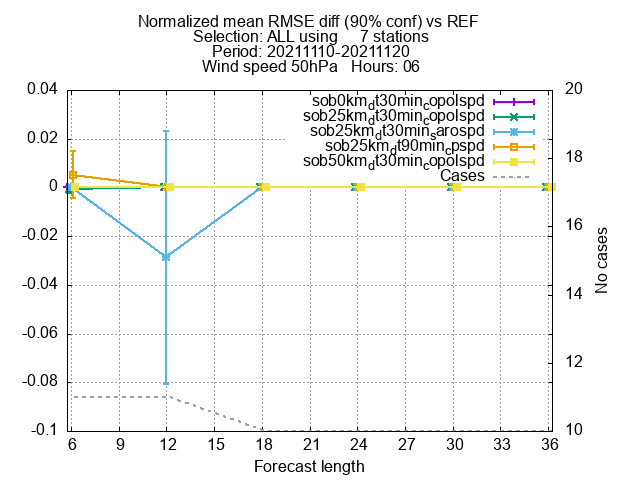 Normalized mean RMSE diff (90% conf) vs REF
Selection: ALL using 7 stations
Period: 20211110-20211120
Wind speed 50hPa Hours: 06
0.04
0.02
0
-0.02
-0.04
-0.06
-0.08
-0.1
20
18
16
14
12
10
No cases
sob0km_dt30min_copolspd
sob25km_dt30min_copolspd
sob25km_dt30min_sarospd
sob25km_dt90min_cpspd
sob50km_dt30min_copolspd
Cases
6 9 12 15 18 21 24 27 30 33 36
Forecast length